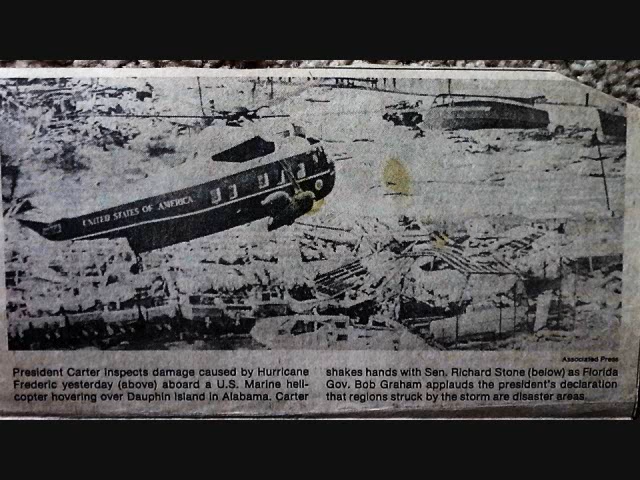 UNITED STATES OF AMERICA
Associated Press
President Carter inspects damage caused by Hurricane
Frederic yesterday (above) aboard a U.S. Marine heli-
copter hovering over Dauphin Island in Alabama. Carter
shakes hands with Sen. Richard Stone (below) as Florida
Gov. Bob Graham applauds the president's declaration
that regions struck by the storm are disaster areas.